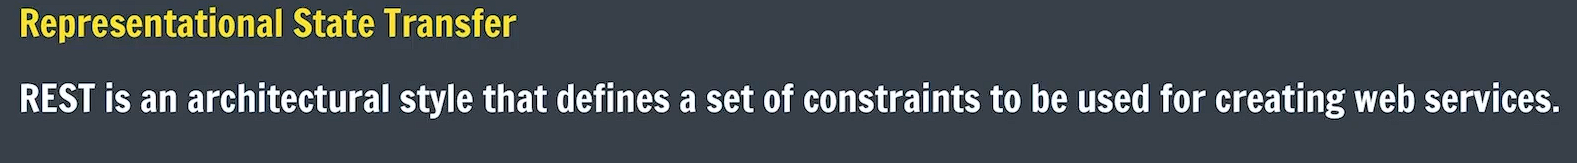 Representational State Transfer
REST is an architectural style that defines a set of constraints to be used for creating web services.